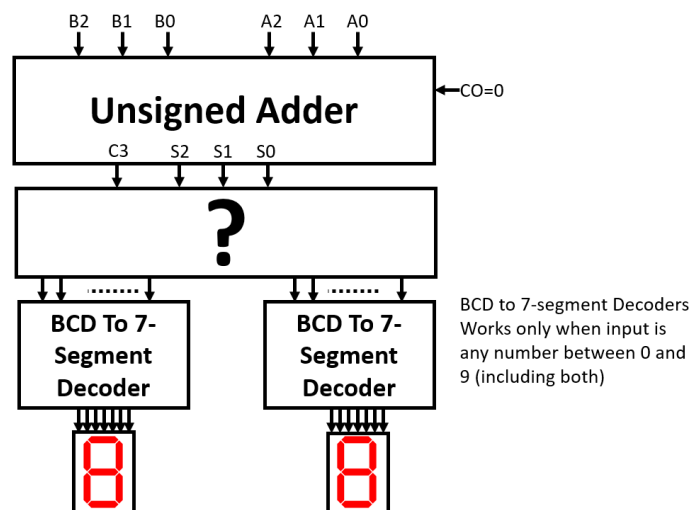 B2 B1 B0 A2 A1 A0
Unsigned Adder
CO=0
C3 S2 S1 S0
?
BCD To 7-
Segment
Decoder
BCD To 7-
Segment
Decoder
BCD to 7-segment Decoders
Works only when input is
any number between 0 and
9 (including both)
8 8